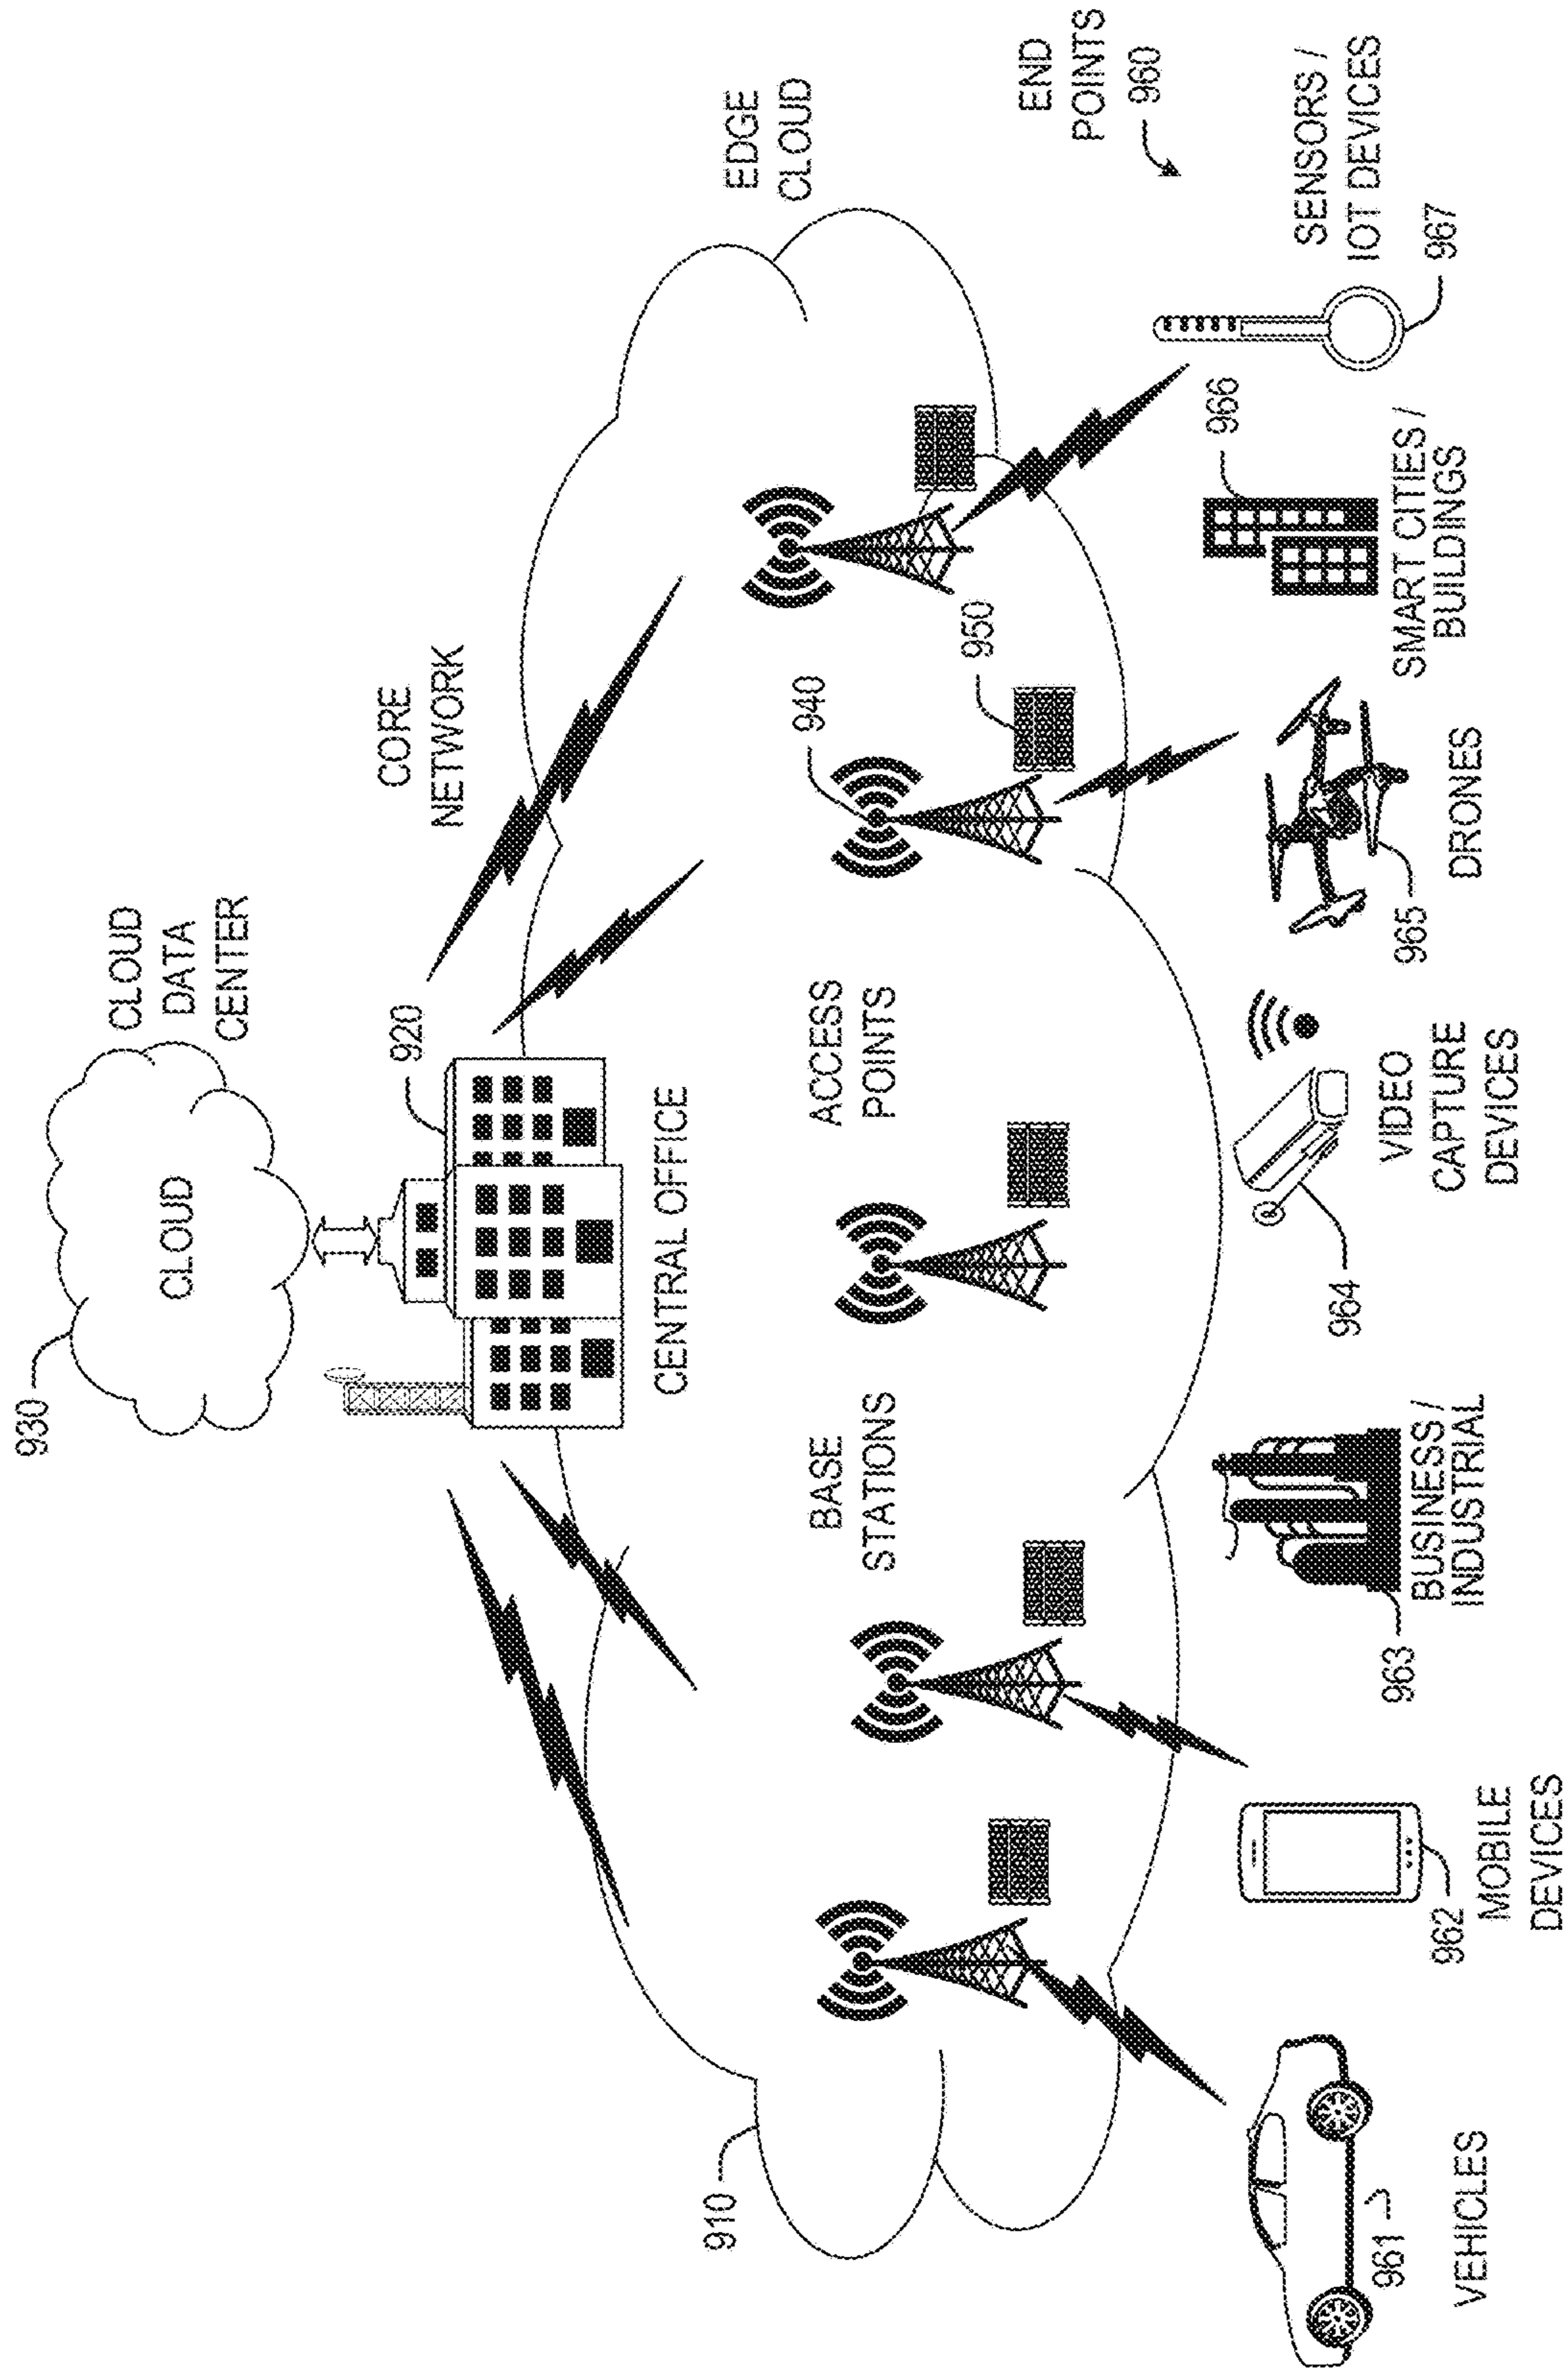 930
CLOUD
CLOUD
DATA
CENTER
920
CORE
NETWORK
CENTRAL OFFICE
EDGE
CLOUD
910
BASE
STATIONS
ACCESS
POINTS
940
950
END
POINTS
960
961
VEHICLES
962
MOBILE
DEVICES
963
BUSINESS /
INDUSTRIAL
964
VIDEO
CAPTURE
DEVICES
965
DRONES
966
SMART CITIES /
BUILDINGS
SENSORS /
IOT DEVICES
967